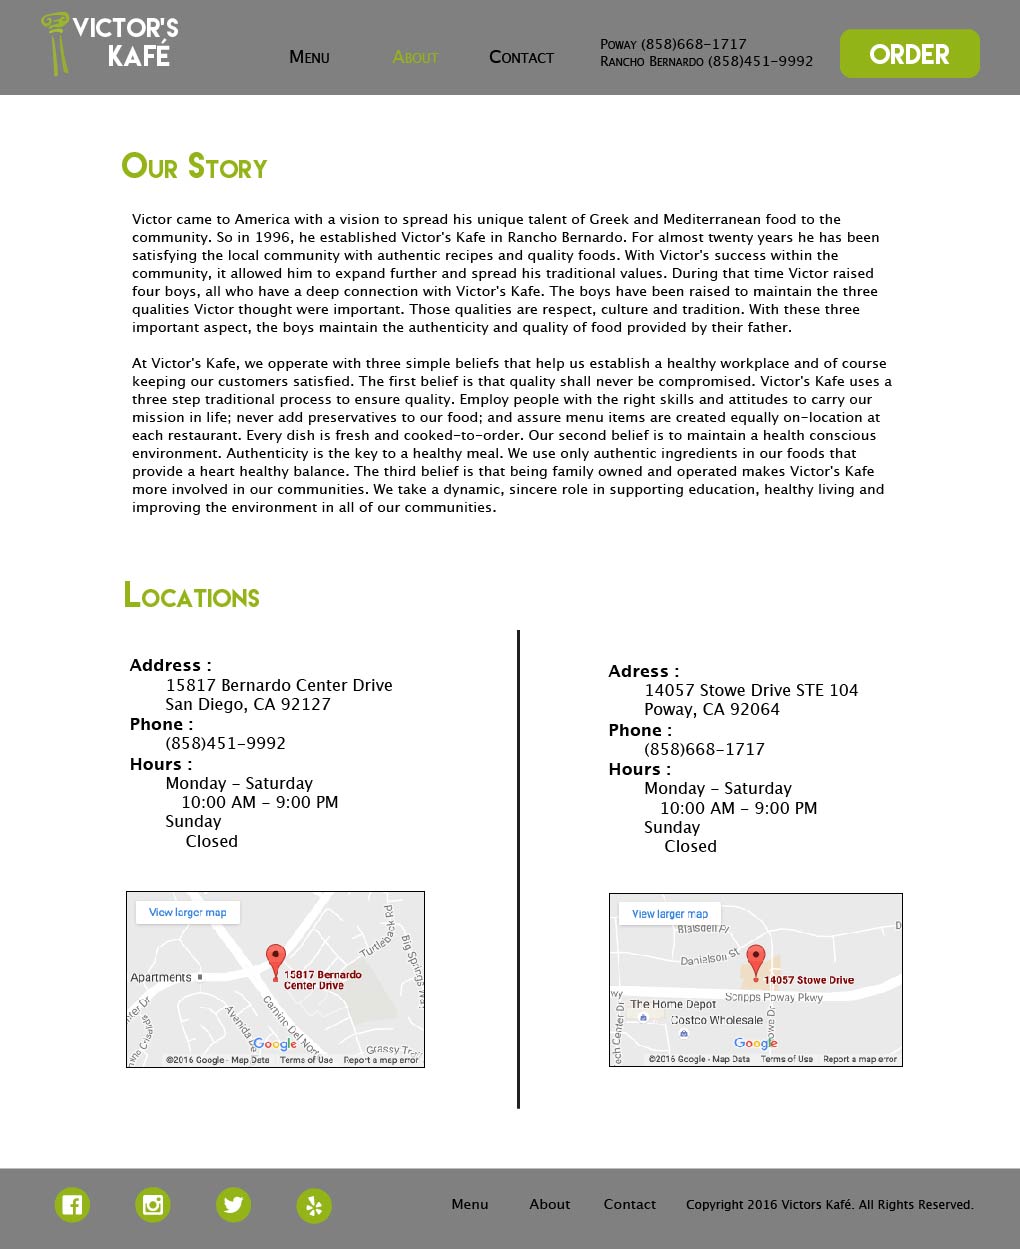 VICTOR'S
KAFÉ
Menu
About
Contact
Poway (858)668-1717
Rancho Bernardo (858)451-9992
ORDER
Our Story
Victor came to America with a vision to spread his unique talent of Greek and Mediterranean food to the
community. So in 1996, he established Victor's Kafe in Rancho Bernardo. For almost twenty years he has been
satisfying the local community with authentic recipes and quality foods. With Victor's success within the
community, it allowed him to expand further and spread his traditional values. During that time Victor raised
four boys, all who have a deep connection with Victor's Kafe. The boys have been raised to maintain the three
qualities Victor thought were important. Those qualities are respect, culture and tradition. With these three
important aspect, the boys maintain the authenticity and quality of food provided by their father.
At Victor's Kafe, we opperate with three simple beliefs that help us establish a healthy workplace and of course
keeping our customers satisfied. The first belief is that quality shall never be compromised. Victor's Kafe uses a
three step traditional process to ensure quality. Employ people with the right skills and attitudes to carry our
mission in life; never add preservatives to our food; and assure menu items are created equally on-location at
each restaurant. Every dish is fresh and cooked-to-order. Our second belief is to maintain a health conscious
environment. Authenticity is the key to a healthy meal. We use only authentic ingredients in our foods that
provide a heart healthy balance. The third belief is that being family owned and operated makes Victor's Kafe
more involved in our communities. We take a dynamic, sincere role in supporting education, healthy living and
improving the environment in all of our communities.
Locations
Address :
15817 Bernardo Center Drive
San Diego, CA 92127
Phone :
(858)451-9992
Hours :
Monday - Saturday
10:00 AM - 9:00 PM
Sunday
Closed
View larger map
Turtleback Rd
Big Springs Way
Apartments
15817 Bernardo
Center Drive
Camino Del Nor
Avenida
Google
©2016 Google - Map Data
Terms of Use
Report a map error
Adress :
14057 Stowe Drive STE 104
Poway, CA 92064
Phone :
(858)668-1717
Hours :
Monday - Saturday
10:00 AM - 9:00 PM
Sunday
Closed
View larger map
Danielson St
14057 Stowe Drive
Scripps Poway Pkwy
The Home Depot
Costco Wholesale
ech Center Dr
owe Dr
Google
©2016 Google - Map Data
Terms of Use
Report a map error
Menu
About
Contact
Copyright 2016 Victors Kafé. All Rights Reserved.